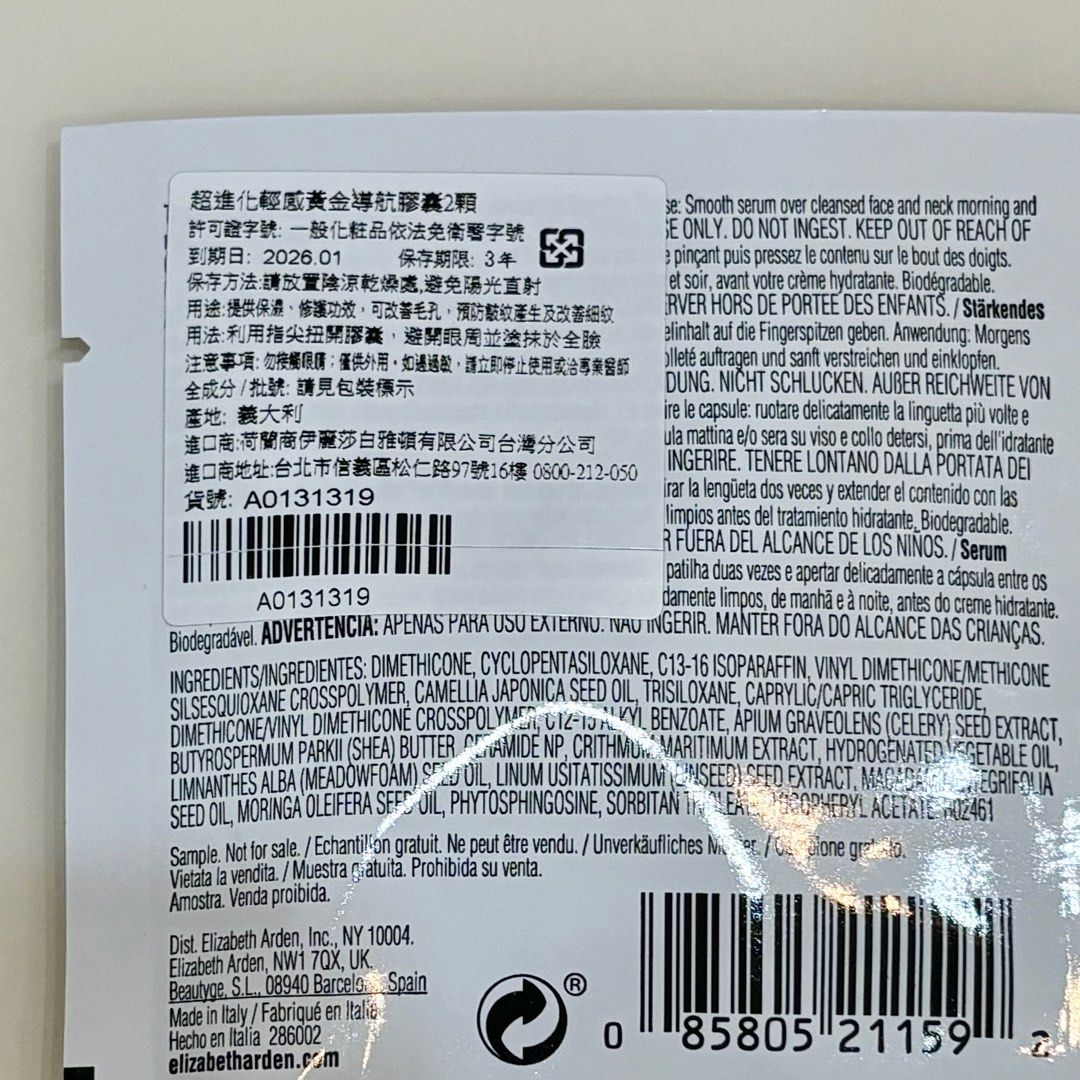 超進化輕感黃金導航膠囊2顆
許可證字號: 一般化粧品依法免備署字號
到期日: 2026.01 保存期限: 3年
保存方法:請放置陰涼乾燥處,避免陽光直射
用途:提供保濕、修護功效，可改善毛孔，預防皺紋產生及改善細紋
用法:利用指尖扭開膠囊，避開眼周並塗抹於全臉
注意事項:勿接觸眼睛；僅供外用。如遇過敏，請立即停止使用或洽專業醫師
全成分/批號: 請見包裝標示
產地: 義大利
進口商:荷蘭商伊麗莎白雅頓有限公司台灣分公司
進口商地址:台北市信義區松仁路97號16樓 0800-212-050
貨號: A0131319
A0131319
se: Smooth serum over cleansed face and neck morning and
E ONLY. DO NOT INGEST. KEEP OUT OF REACH OF
pinçant puis pressez le contenu sur le bout des doigts.
et soir, avant votre crème hydratante. Biodégradable.
RVER HORS DE PORTÉE DES ENFANTS. / Stärkendes
elinhalt auf die Fingerspitzen geben. Anwendung: Morgens
olleté auftragen und sanft verstreichen und einklopfen.
DUNG. NICHT SCHLUCKEN. AUßER REICHWEITE VON
ire le capsule: ruotare delicatamente la linguetta più volte e
ula mattina e/o sera su viso e collo detersi, prima dell'idratante
INGERIRE. TENERE LONTANO DALLA PORTATA DEI
irar la lengüeta dos veces y extender el contenido con las
limpios antes del tratamiento hidratante. Biodegradable.
R FUERA DEL ALCANCE DE LOS NIÑOS. / Serum
patilha duas vezes e apertar delicadamente a cápsula entre os
damente limpos, de manhã e à noite, antes do creme hidratante.
Biodegradável. ADVERTENCIA: APENAS PARA USO EXTERNO. NÃO INGERIR. MANTER FORA DO ALCANCE DAS CRIANÇAS.
INGREDIENTS/INGREDIENTES: DIMETHICONE, CYCLOPENTASILOXANE, C13-16 ISOPARAFFIN, VINYL DIMETHICONE/METHICONE
SILSESQUIOXANE CROSSPOLYMER, CAMELLIA JAPONICA SEED OIL, TRISILOXANE, CAPRYLIC/CAPRIC TRIGLYCERIDE,
DIMETHICONE/VINYL DIMETHICONE CROSSPOLYMER, C12-15 ALKYL BENZOATE, APIUM GRAVEOLENS (CELERY) SEED EXTRACT,
BUTYROSPERMUM PARKII (SHEA) BUTTER, CERAMIDE NP, CRITHMUM MARITIMUM EXTRACT, HYDROGENATED VEGETABLE OIL,
LIMNANTHES ALBA (MEADOWFOAM) SEED OIL, LINUM USITATISSIMUM (LINSEED) SEED EXTRACT, MACADAMIA INTEGRIFOLIA
SEED OIL, MORINGA OLEIFERA SEED OIL, PHYTOSPHINGOSINE, SORBITAN TRIOLEATE, TOCOPHERYL ACETATE. A02461
Sample. Not for sale. / Echantillon gratuit. Ne peut être vendu. / Unverkäufliches Muster. / Campione gratuito.
Vietata la vendita. / Muestra gratuita. Prohibida su venta.
Amostra. Venda proibida.
Dist. Elizabeth Arden, Inc., NY 10004.
Elizabeth Arden, NW1 7QX, UK.
Beautyge, S.L., 08940 Barcelona, Spain
Made in Italy / Fabriqué en Italie
Hecho en Italia 286002
elizabetharden.com
®
0 85805 21159 2